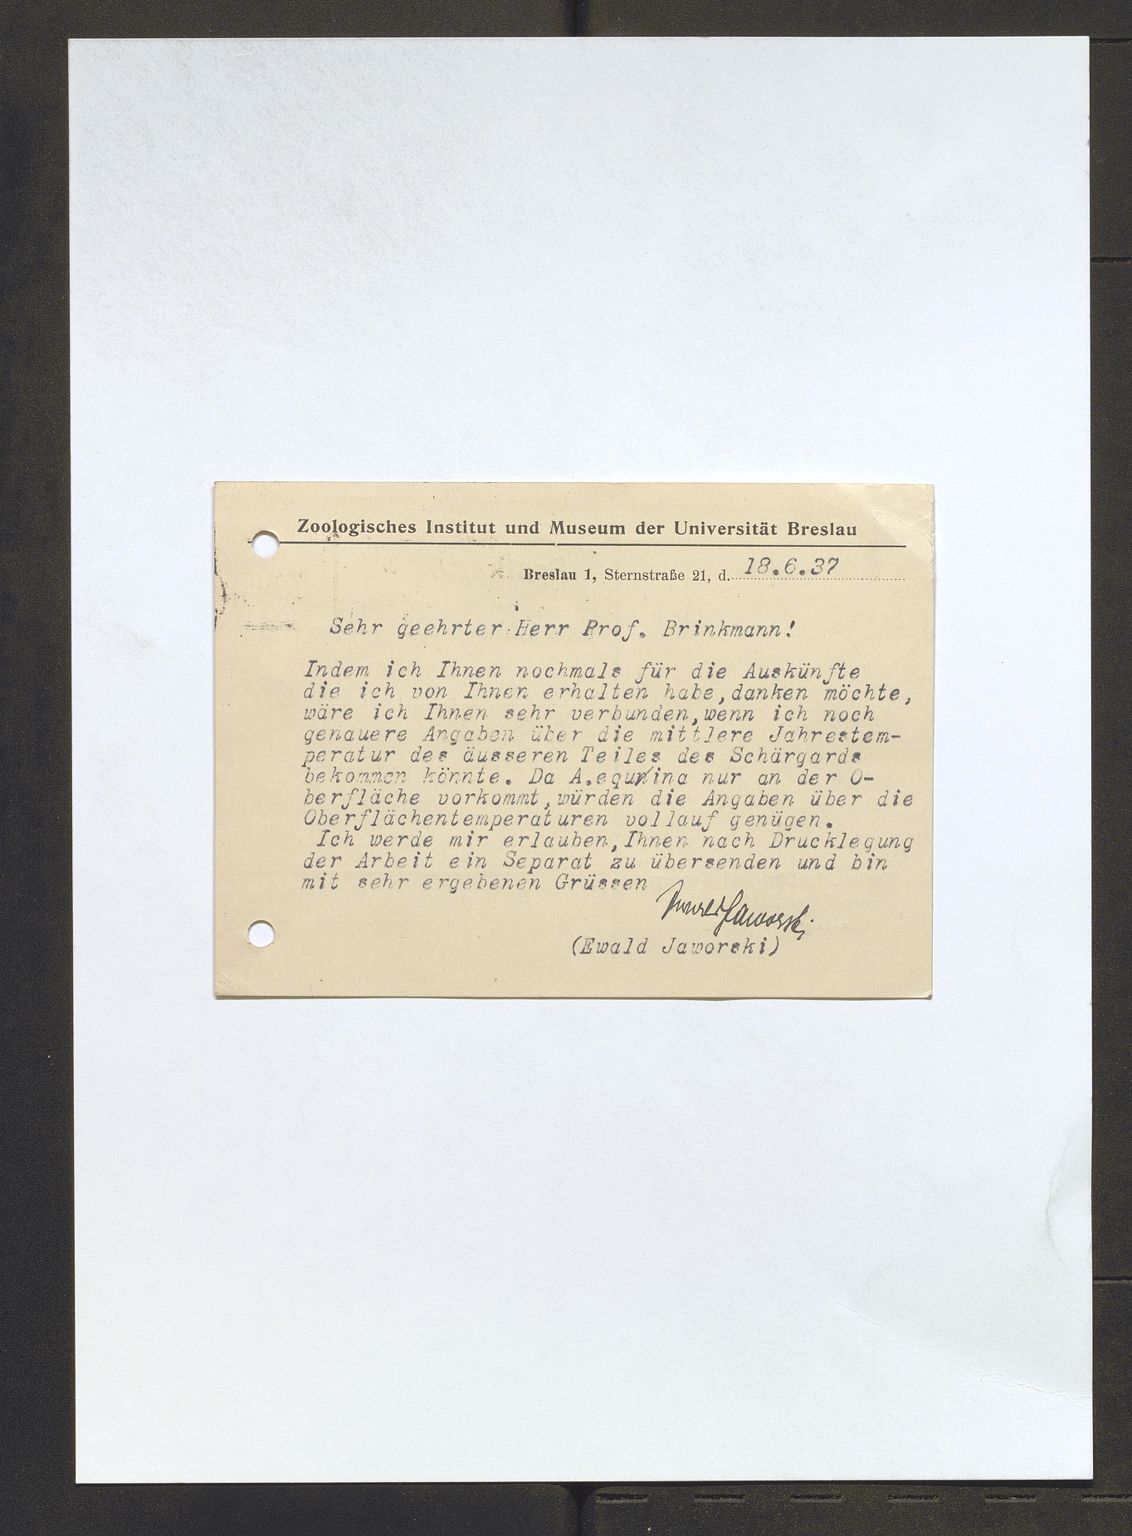 Zoologisches Institut und Museum der Universität Breslau
Breslau 1, Sternstraße 21, d. 18.6.37
Sehr geehrter Herr Prof. Brinkmann!
Indem ich Ihnen nochmals für die Auskünfte
die ich von Ihnen erhalten habe,danken möchte,
wäre ich Ihnen sehr verbunden,wenn ich noch
genauere Angaben über die mittlere Jahrestem-
peratur des äusseren Teiles des Schärgards
bekommen könnte. Da nur an der O-
berfläche vorkommt,würden die Angaben über die
Oberflächentemperaturen vollauf genügen.
Ich werde mir erlauben,Ihnen nach Drucklegung
der Arbeit ein Separat zu übersenden und bin
mit sehr ergebenen Grüssen
Jaworski
(Ewald Jaworski)